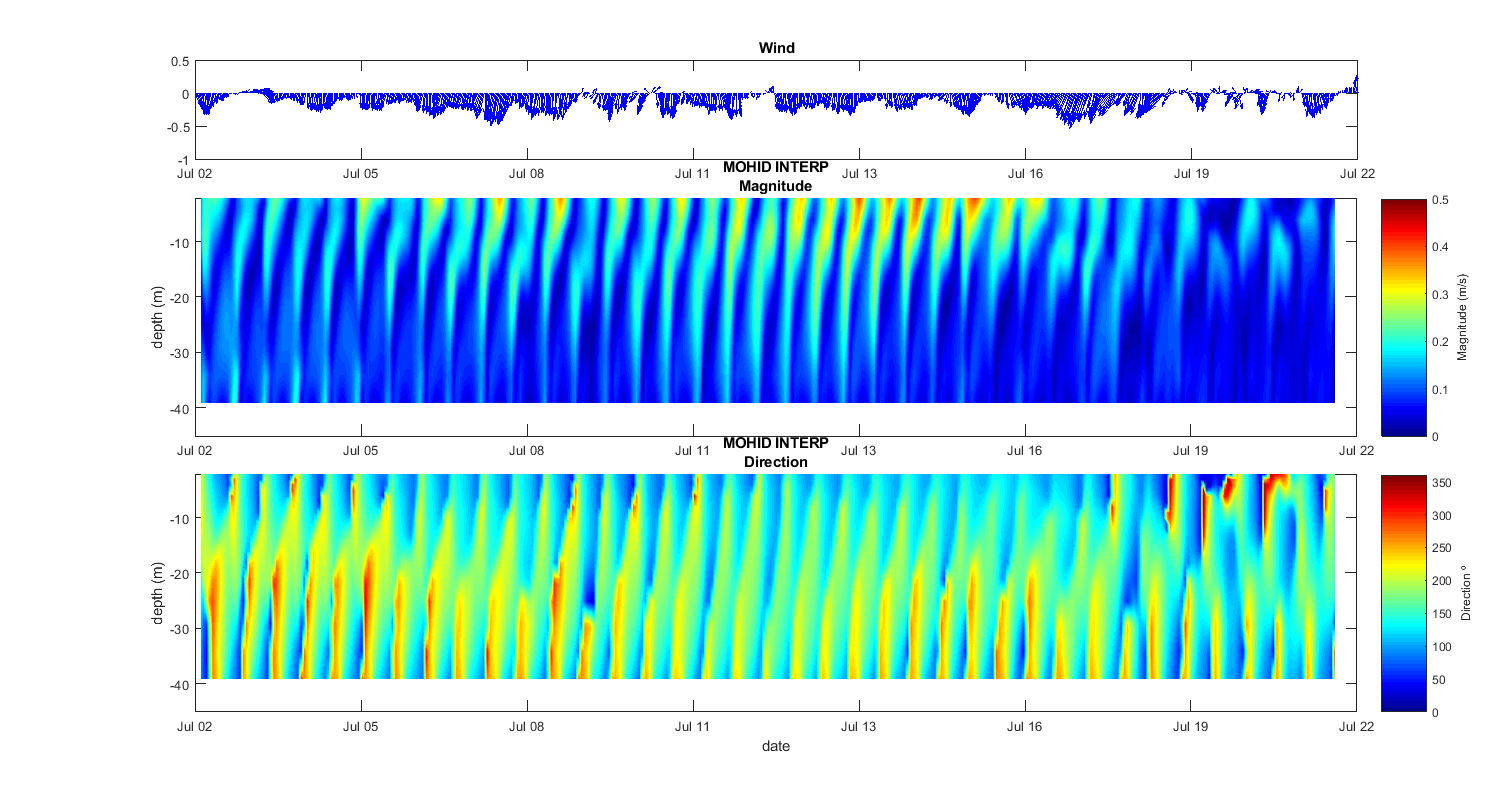 Wind
0.5
0
-0.5
-1
Jul 02 Jul 05 Jul 08 Jul 11 Jul 13 Jul 16 Jul 19 Jul 22
MOHID INTERP
Magnitude
-10
-20
-30
-40
depth (m)
Jul 02 Jul 05 Jul 08 Jul 11 Jul 13 Jul 16 Jul 19 Jul 22
0.5
0.4
0.3
0.2
0.1
0
Magnitude (m/s)
MOHID INTERP
Direction
-10
-20
-30
-40
depth (m)
Jul 02 Jul 05 Jul 08 Jul 11 Jul 13 Jul 16 Jul 19 Jul 22
date
350
300
250
200
150
100
50
0
Direction º